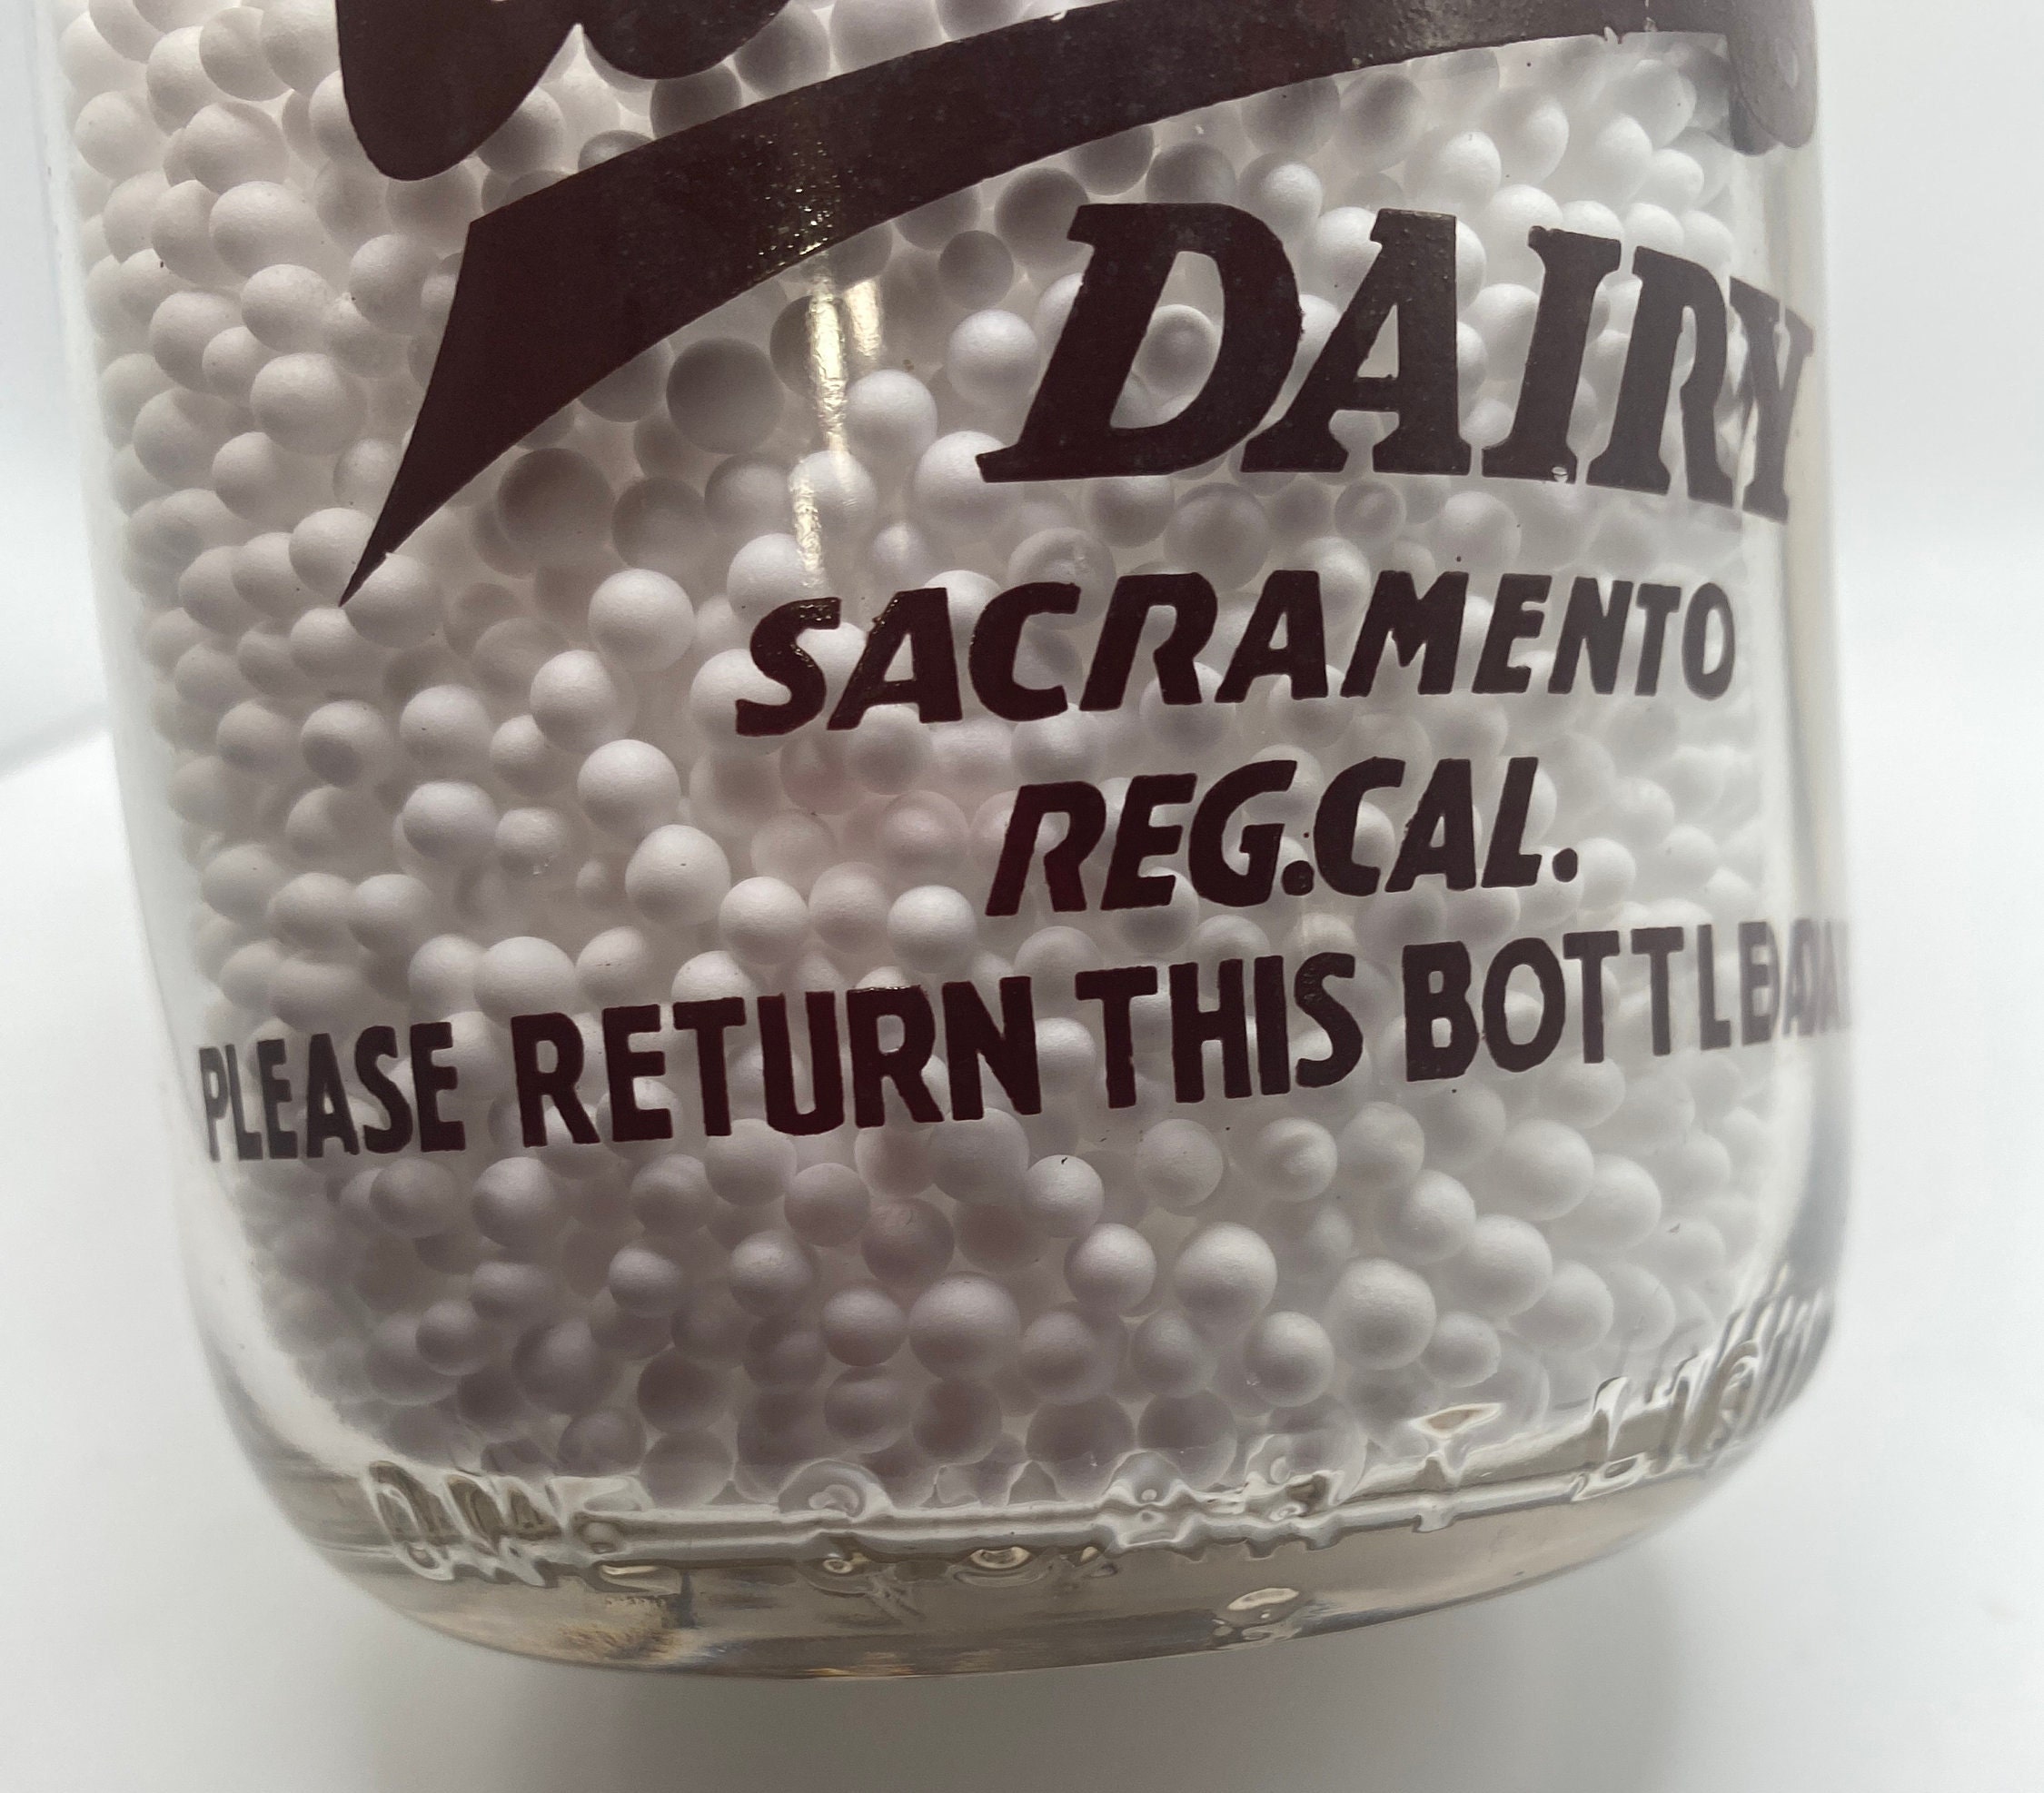 DAIRY
SACRAMENTO
REG.CAL.
PLEASE RETURN THIS BOTTLE